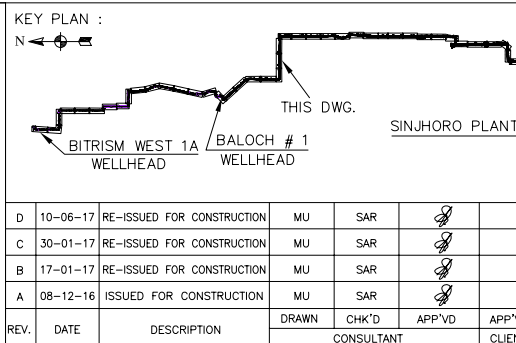 KEY PLAN :
N
THIS DWG.
SINJHORO PLANT
BITRISM WEST 1A
WELLHEAD
BALOCH # 1
WELLHEAD
D 10-06-17 RE-ISSUED FOR CONSTRUCTION MU SAR
C 30-01-17 RE-ISSUED FOR CONSTRUCTION MU SAR
B 17-01-17 RE-ISSUED FOR CONSTRUCTION MU SAR
A 08-12-16 ISSUED FOR CONSTRUCTION MU SAR
REV. DATE DESCRIPTION DRAWN CHK'D APP'VD APP'
CONSULTANT CLIEN